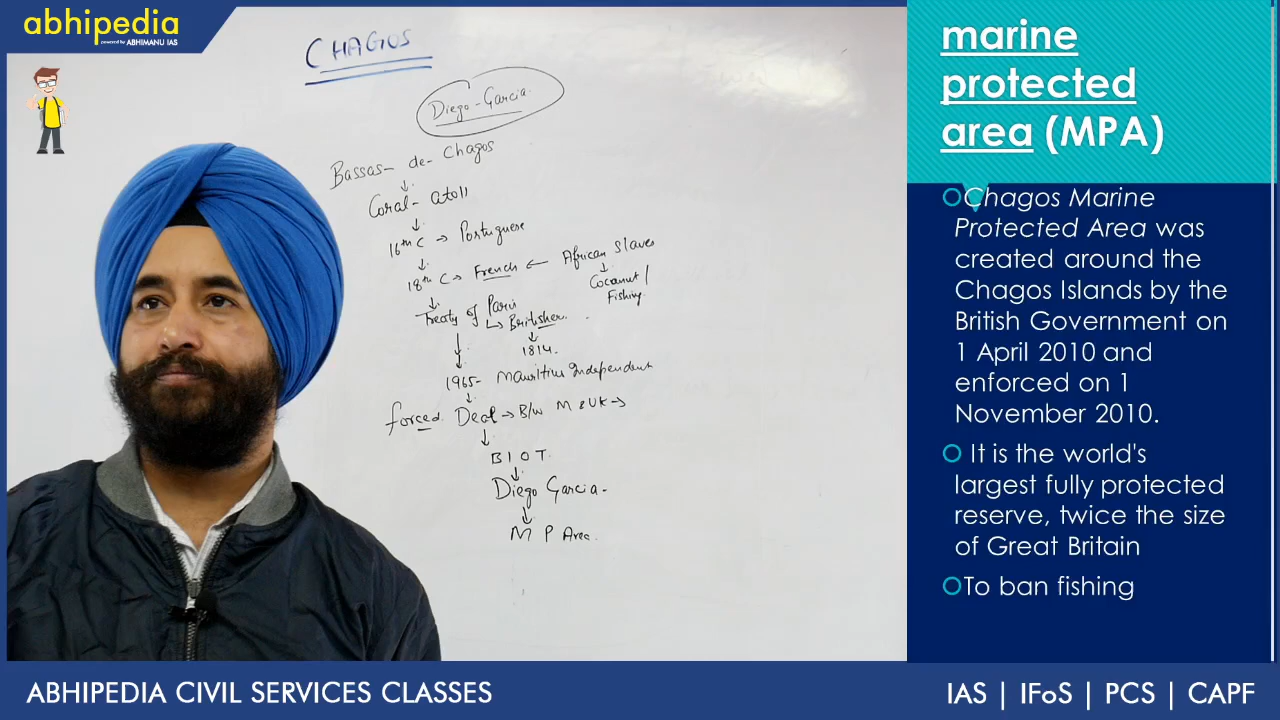 abhipedia
powered by ABHIMANU IAS
CHAGOS
Diego-Garcia.
Bassas- de- Chagos
↓
Coral- atoll
↓
16th C → Portuguese
↓
18th C → French ← African Slaves
↓ ↓
Coconut/
Fishing.
Treaty of Paris
↳ Britisher.
↓ ↓
1814.
1965- Mauritius Independent
↓
forced Deal → B/w M & UK →
↓
B I O T.
↓
Diego Garcia-
↓
M P Area.
marine
protected
area (MPA)
Chagos Marine
Protected Area was
created around the
Chagos Islands by the
British Government on
1 April 2010 and
enforced on 1
November 2010.
It is the world's
largest fully protected
reserve, twice the size
of Great Britain
To ban fishing
ABHIPEDIA CIVIL SERVICES CLASSES
IAS | IFoS | PCS | CAPF